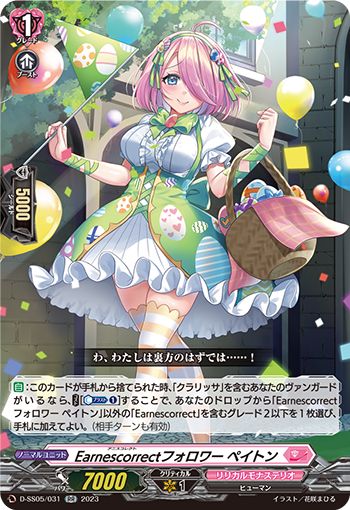 1
グレード
ブースト
5000
シールド
わ、わたしは裏方のはずでは……！
自：このカードが手札から捨てられた時、「クラリッサ」を含むあなたのヴァンガード
がいるなら、することで、あなたのドロップから「Earnescorrect
フォロワー ペイトン」以外の「Earnescorrect」を含むグレード２以下を１枚選び、
手札に加えてよい。（相手ターンも有効）
ノーマルユニット
アーネスコレクト
Earnescorrectフォロワー ペイトン
パワー 7000
クリティカル 1
リリカルモナステリオ
ヒューマン
D-SS05/031 RR 2023
イラスト／花咲まひる